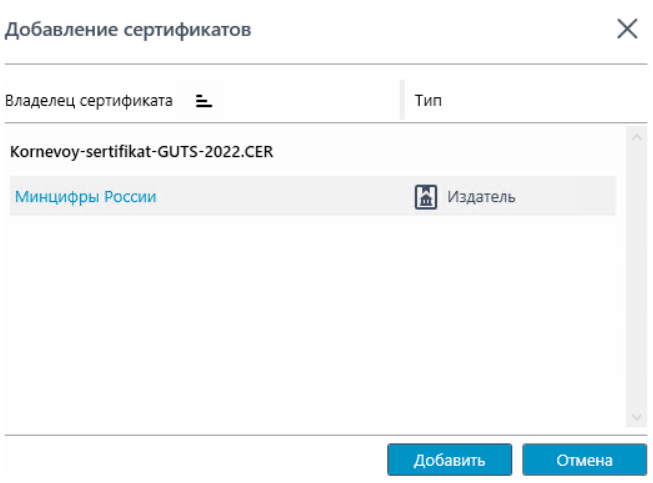 Добавление сертификатов
Владелец сертификата Тип
Kornevoy-sertifikat-GUTS-2022.CER
Минцифры России Издатель
Добавить Отмена